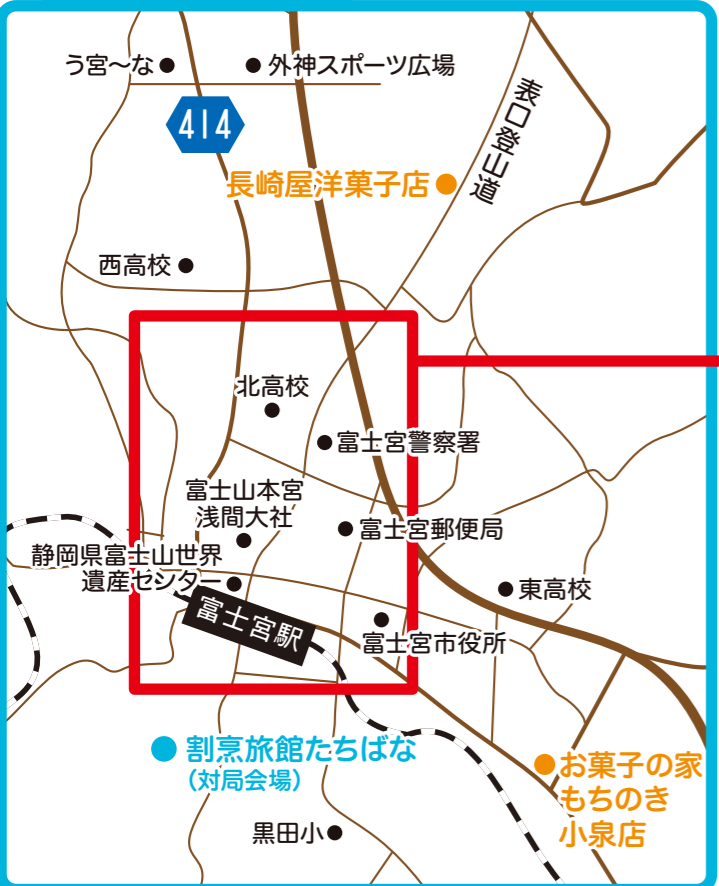 う宮〜な
外神スポーツ広場
414
表口登山道
長崎屋洋菓子店
西高校
北高校
富士宮警察署
富士山本宮
浅間大社
富士宮郵便局
静岡県富士山世界
遺産センター
東高校
富士宮駅
富士宮市役所
割烹旅館たちばな
（対局会場）
お菓子の家
もちのき
小泉店
黒田小